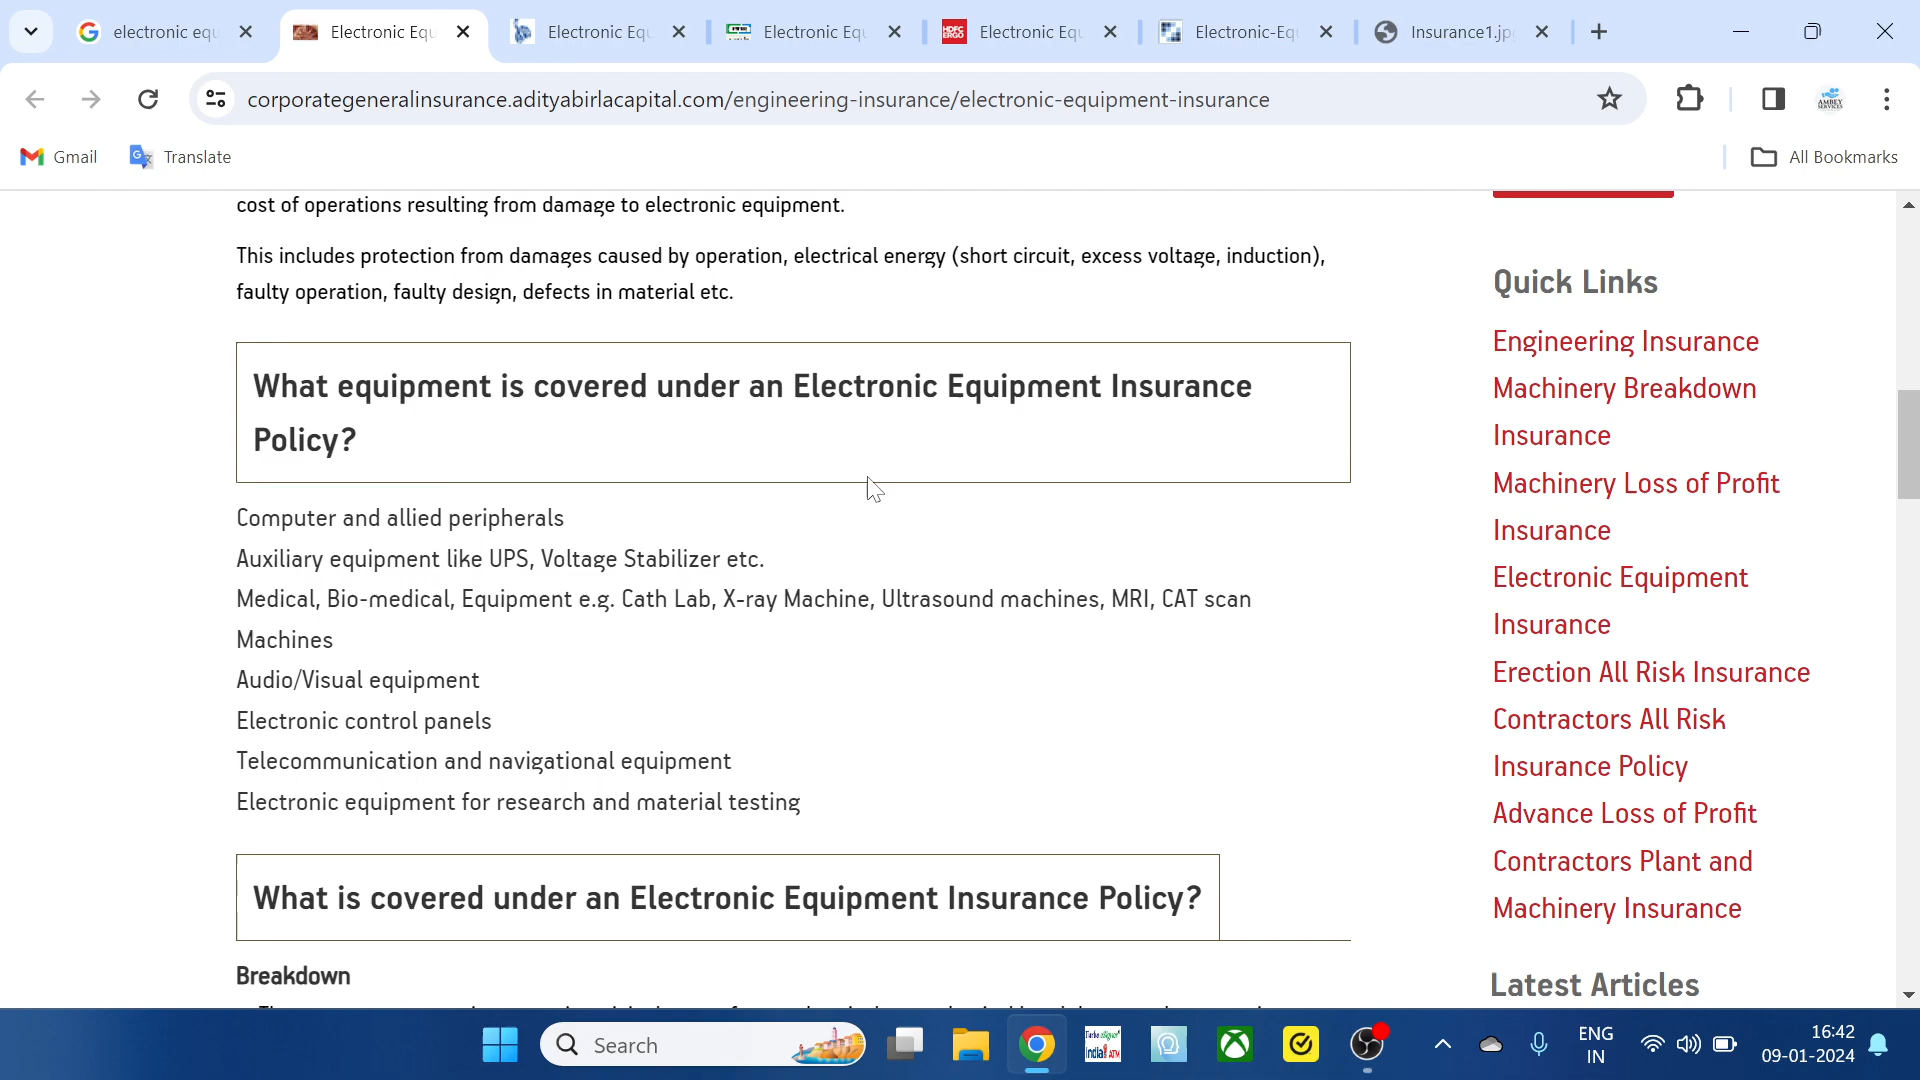 electronic equ
Electronic Equ
Electronic Equ
Electronic Equ
HDFC
ERGO
Electronic Equ
Electronic-Equ
Insurance1.jp
corporategeneralinsurance.adityabirlacapital.com/engineering-insurance/electronic-equipment-insurance
AMBEY
SERVICES
Gmail
Translate
All Bookmarks
cost of operations resulting from damage to electronic equipment.
This includes protection from damages caused by operation, electrical energy (short circuit, excess voltage, induction),
faulty operation, faulty design, defects in material etc.
What equipment is covered under an Electronic Equipment Insurance
Policy?
Computer and allied peripherals
Auxiliary equipment like UPS, Voltage Stabilizer etc.
Medical, Bio-medical, Equipment e.g. Cath Lab, X-ray Machine, Ultrasound machines, MRI, CAT scan
Machines
Audio/Visual equipment
Electronic control panels
Telecommunication and navigational equipment
Electronic equipment for research and material testing
What is covered under an Electronic Equipment Insurance Policy?
Breakdown
Quick Links
Engineering Insurance
Machinery Breakdown
Insurance
Machinery Loss of Profit
Insurance
Electronic Equipment
Insurance
Erection All Risk Insurance
Contractors All Risk
Insurance Policy
Advance Loss of Profit
Contractors Plant and
Machinery Insurance
Latest Articles
Search
ENG
IN
16:42
09-01-2024